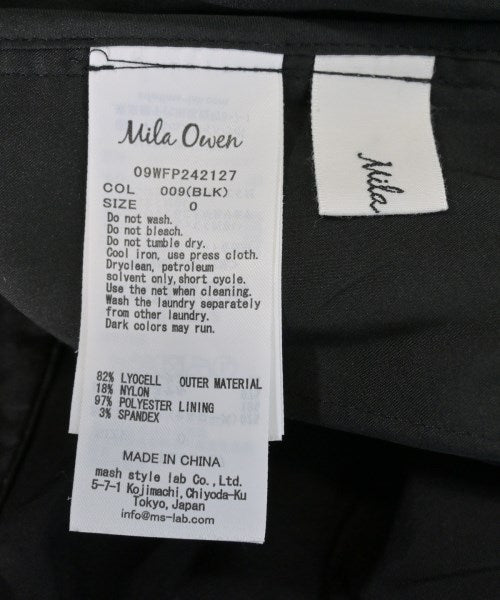 Mila Owen
09WFP242127
COL 009(BLK)
SIZE 0
Do not wash.
Do not bleach.
Do not tumble dry.
Cool iron, use press cloth.
Dryclean, petroleum
solvent only, short cycle.
Use the net when cleaning.
Wash the laundry separately
from other laundry.
Dark colors may run.
82% LYOCELL OUTER MATERIAL
18% NYLON
97% POLYESTER LINING
3% SPANDEX
MADE IN CHINA
mash style lab Co., Ltd.
5-7-1 Kojimachi, Chiyoda-Ku
Tokyo, Japan
info@ms-lab.com
Mila